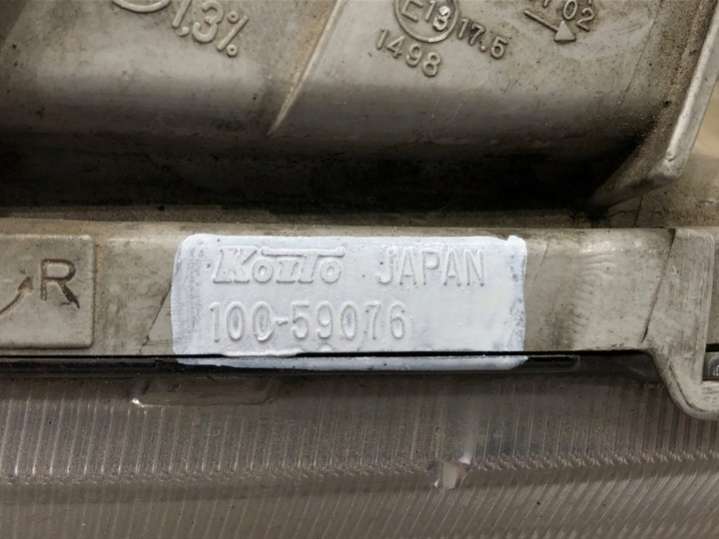 1.3%
E13 17.5
02
1498
R
KOITO JAPAN
100-59076